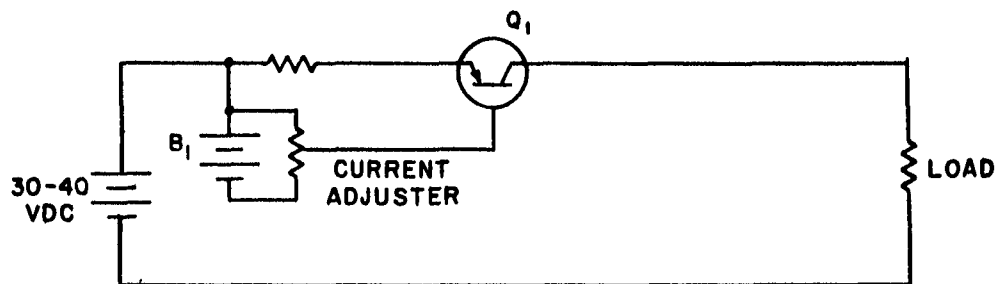 Q1
B1
CURRENT
ADJUSTER
30-40
VDC
LOAD